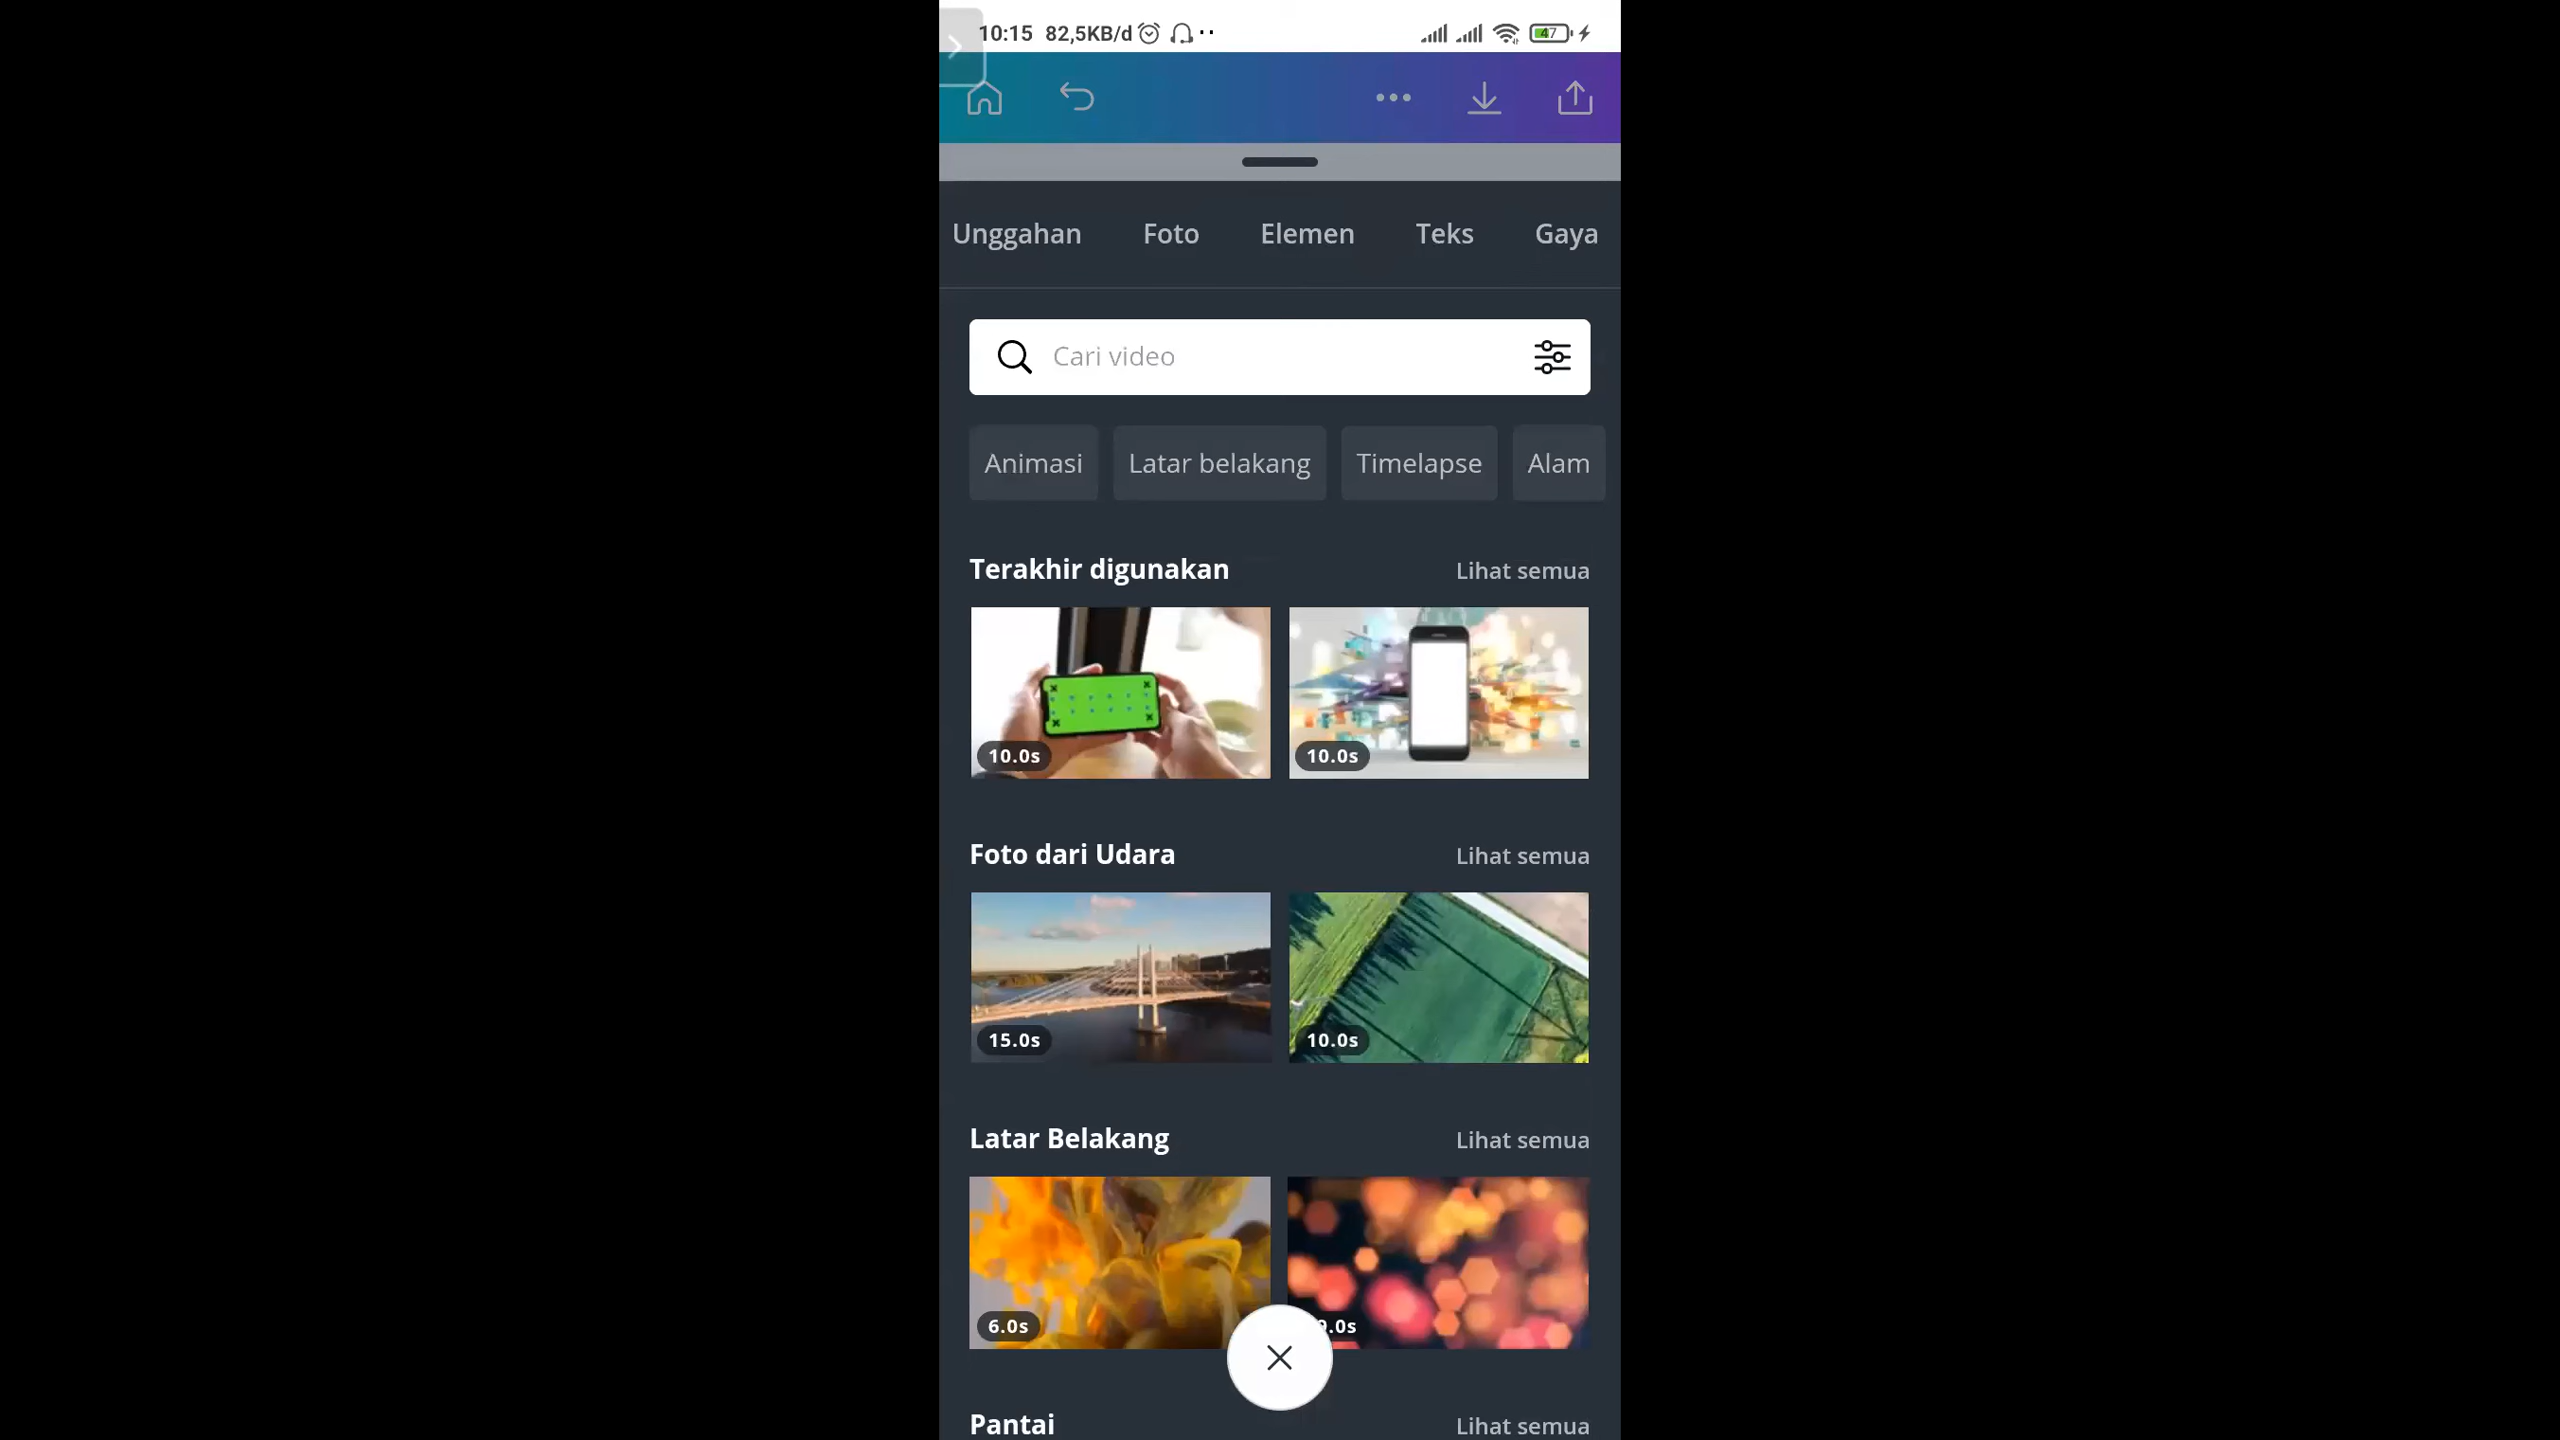 10:15 82,5KB/d 47
Unggahan Foto Elemen Teks Gaya
Cari video
Animasi Latar belakang Timelapse Alam
Terakhir digunakan Lihat semua
10.0s 10.0s
Foto dari Udara Lihat semua
15.0s 10.0s
Latar Belakang Lihat semua
6.0s
Pantai Lihat semua